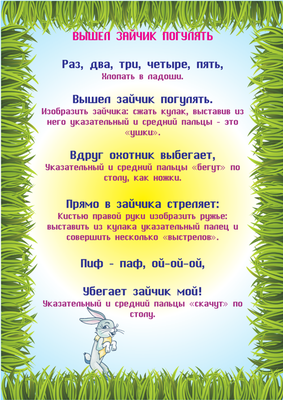 ВЫШЕЛ ЗАЙЧИК ПОГУЛЯТЬ
Раз, два, три, четыре, пять,
Хлопать в ладоши.
Вышел зайчик погулять.
Изобразить зайчика: сжать кулак, выставив из
него указательный и средний пальцы - это
«ушки».
Вдруг охотник выбегает,
Указательный и средний пальцы «бегут» по
столу, как ножки.
Прямо в зайчика стреляет:
Кистью правой руки изобразить ружье:
выставить из кулака указательный палец и
совершить несколько «выстрелов».
Пиф - паф, ой-ой-ой,
Убегает зайчик мой!
Указательный и средний пальцы «скачут» по
столу.